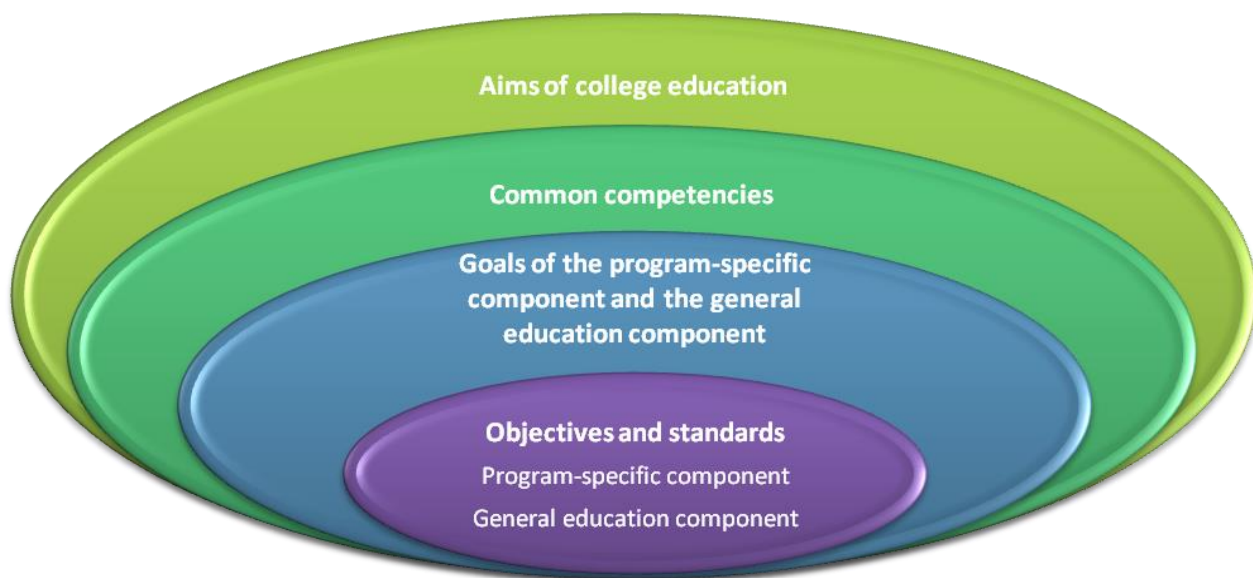 Aims of college education
Common competencies
Goals of the program-specific
component and the general
education component
Objectives and standards
Program-specific component
General education component